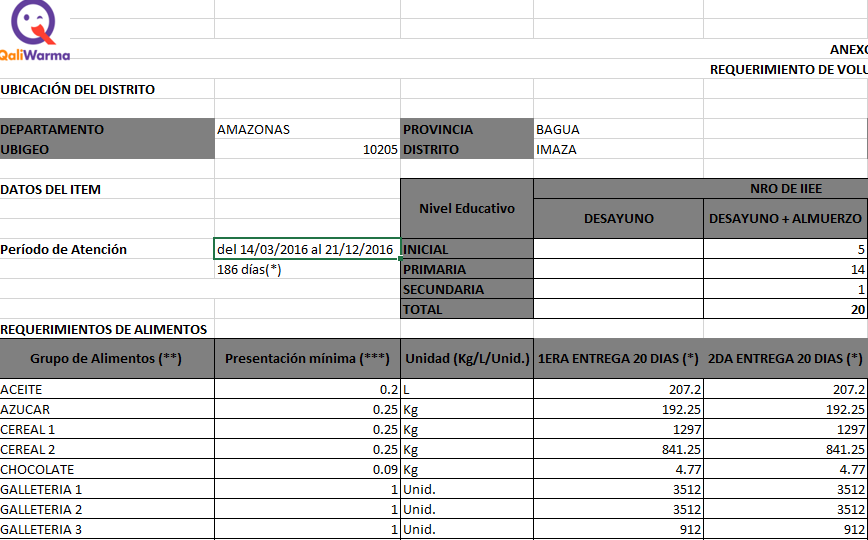 QaliWarma
ANEXO
REQUERIMIENTO DE VOLU
UBICACIÓN DEL DISTRITO
DEPARTAMENTO AMAZONAS PROVINCIA BAGUA
UBIGEO 10205 DISTRITO IMAZA
DATOS DEL ITEM Nivel Educativo NRO DE IIEE
DESAYUNO DESAYUNO + ALMUERZO
Período de Atención del 14/03/2016 al 21/12/2016 INICIAL 5
186 días(*) PRIMARIA 14
SECUNDARIA 1
TOTAL 20
REQUERIMIENTOS DE ALIMENTOS
Grupo de Alimentos (**) Presentación mínima (***) Unidad (Kg/L/Unid.) 1ERA ENTREGA 20 DIAS (*) 2DA ENTREGA 20 DIAS (*)
ACEITE 0.2 L 207.2 207.2
AZUCAR 0.25 Kg 192.25 192.25
CEREAL 1 0.25 Kg 1297 1297
CEREAL 2 0.25 Kg 841.25 841.25
CHOCOLATE 0.09 Kg 4.77 4.77
GALLETERIA 1 1 Unid. 3512 3512
GALLETERIA 2 1 Unid. 3512 3512
GALLETERIA 3 1 Unid. 912 912